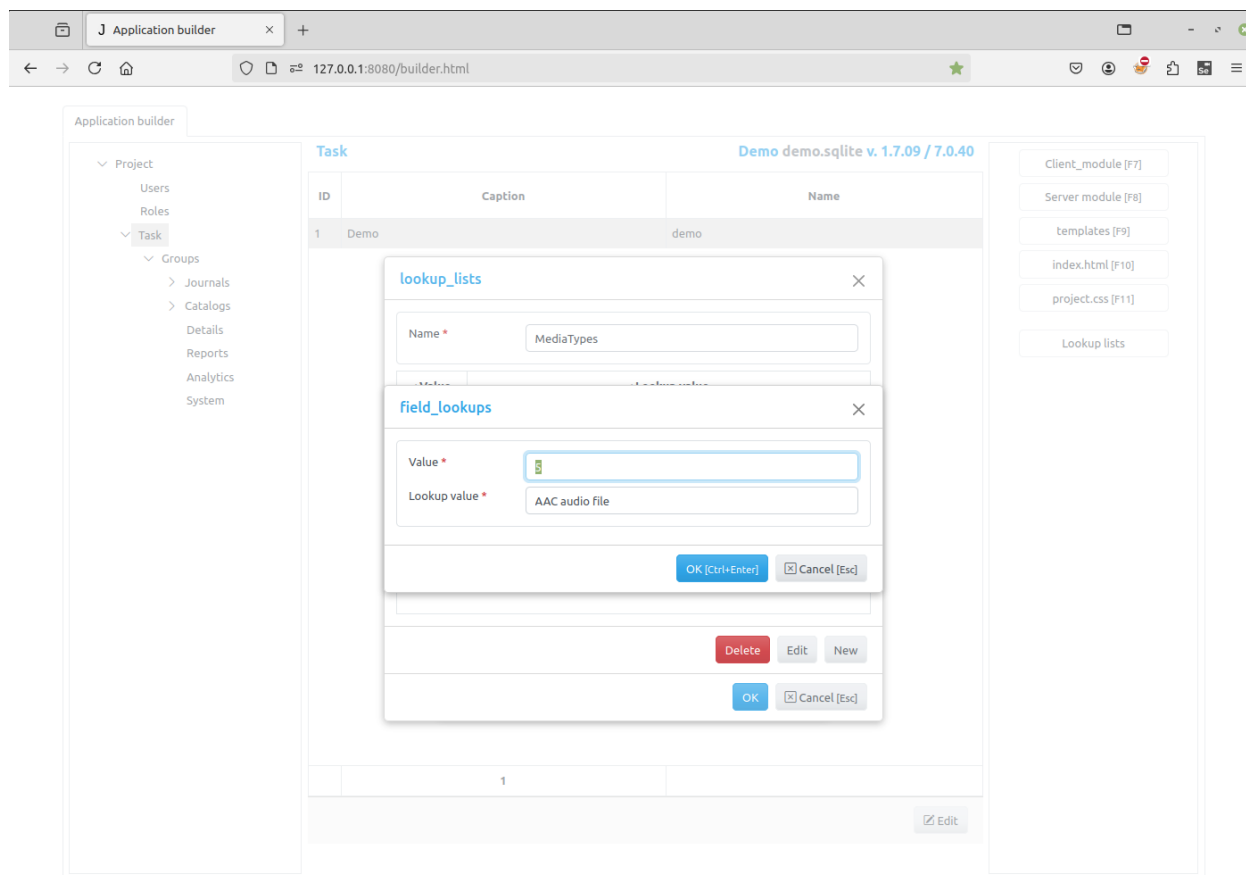 J Application builder
127.0.0.1:8080/builder.html
Application builder
Project
Users
Roles
Task
Groups
Journals
Catalogs
Details
Reports
Analytics
System
Task
Demo demo.sqlite v. 1.7.09 / 7.0.40
ID Caption Name
1 Demo demo
lookup_lists
Name * MediaTypes
field_lookups
Value * 5
Lookup value * AAC audio file
OK [Ctrl+Enter] Cancel [Esc]
Delete Edit New
OK Cancel [Esc]
1
Edit
Client_module [F7]
Server module [F8]
templates [F9]
index.html [F10]
project.css [F11]
Lookup lists